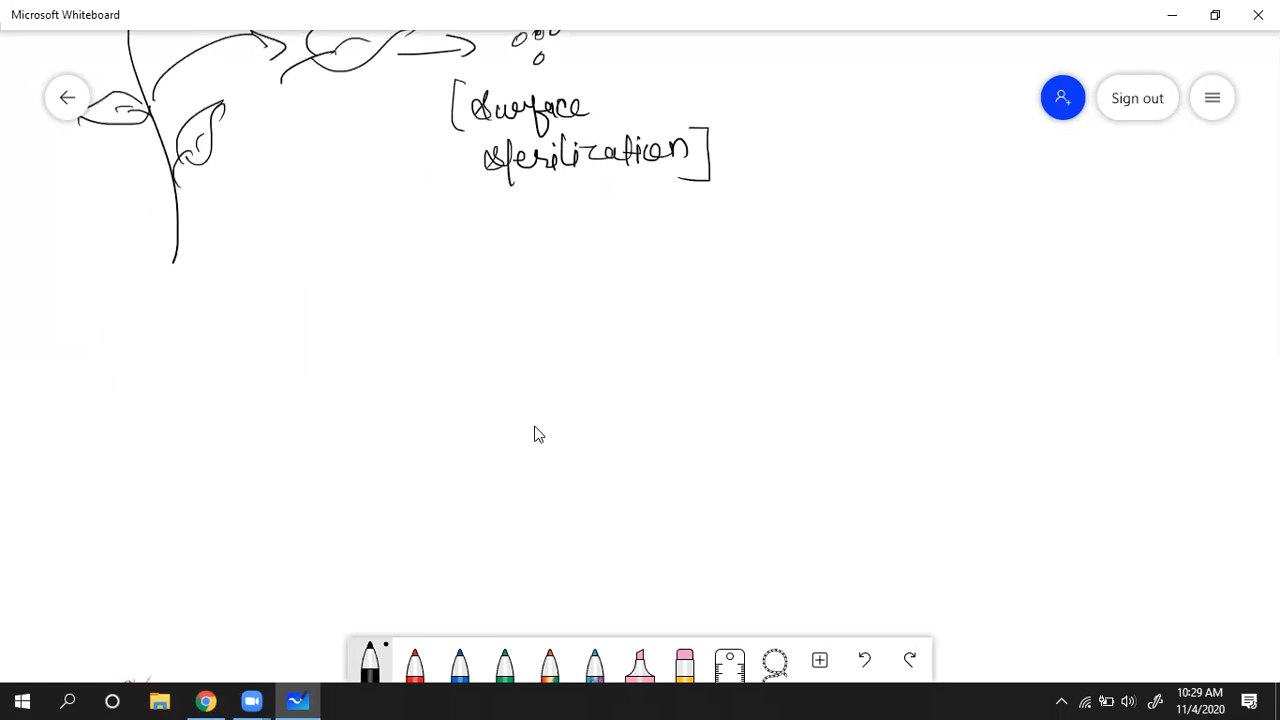 Microsoft Whiteboard
Sign out
[Surface
sterilization]
10:29 AM
11/4/2020